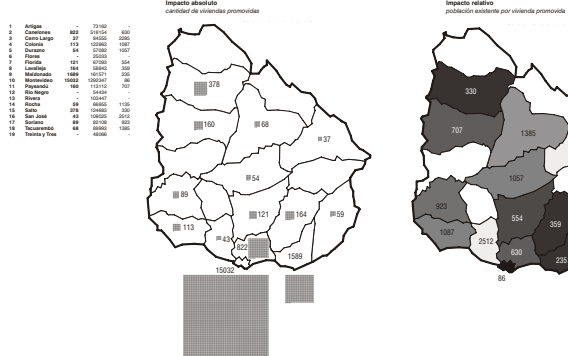 Impacto absoluto
cantidad de viviendas promovidas
Impacto relativo
población existente por vivienda promovida
1 Artigas - 73162 -
2 Canelones 822 518154 630
3 Cerro Largo 37 84555 2285
4 Colonia 113 122863 1087
5 Durazno 54 57082 1057
6 Flores - 25033 -
7 Florida 121 67093 554
8 Lavalleja 164 58843 359
9 Maldonado 1689 161571 235
10 Montevideo 15032 1292347 86
11 Paysandú 160 113112 707
12 Río Negro - 54434 -
13 Rivera - 103447 -
14 Rocha 59 66955 1135
15 Salto 378 124683 330
16 San José 43 108025 2512
17 Soriano 89 82108 923
18 Tacuarembó 68 89993 1385
19 Treinta y Tres - 48066 -
378
160
68
37
54
89
121
164
59
113
43
822
1589
15032
330
707
1385
1057
923
554
359
1087
2512
630
235
86